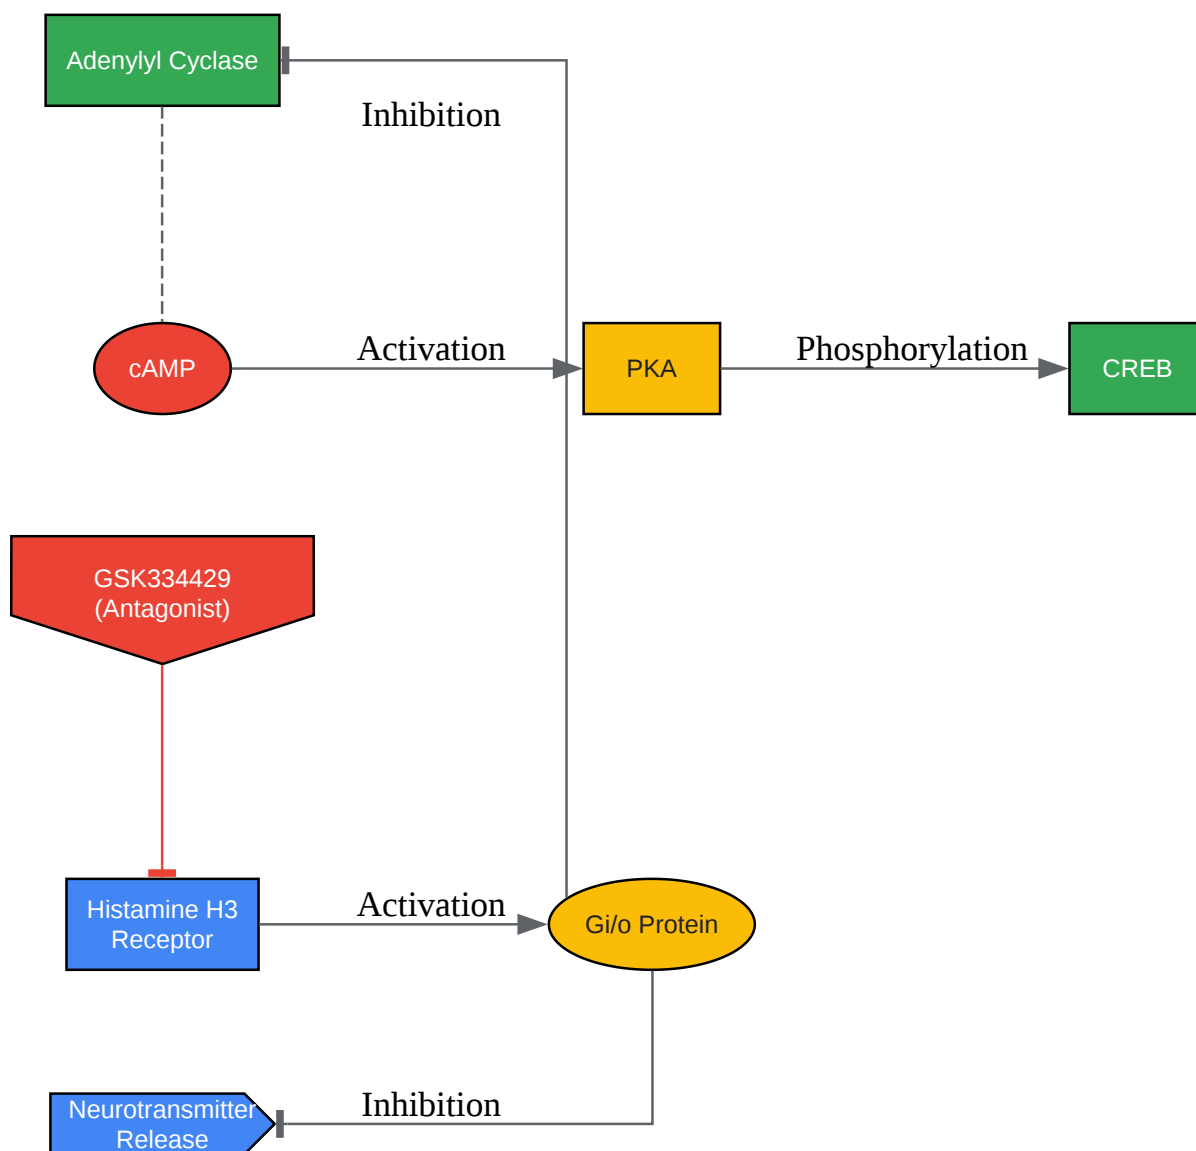 Adenylyl Cyclase
Inhibition
cAMP
Activation
PKA
Phosphorylation
CREB
GSK334429
(Antagonist)
Histamine H3
Receptor
Activation
Gi/o Protein
Neurotransmitter
Release
Inhibition